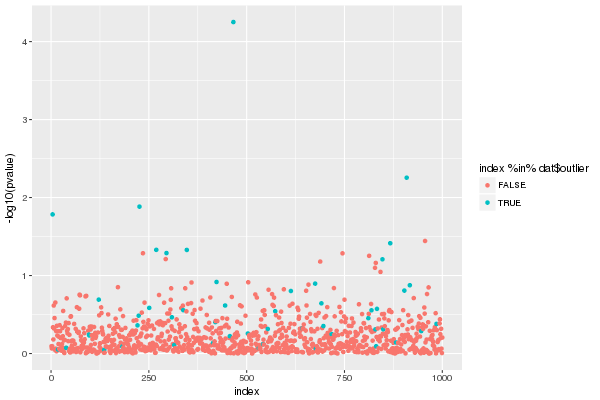 4
3
2
1
0
-log10(pvalue)
0
250
500
750
1000
index
index %in% dat$outlier
FALSE
TRUE